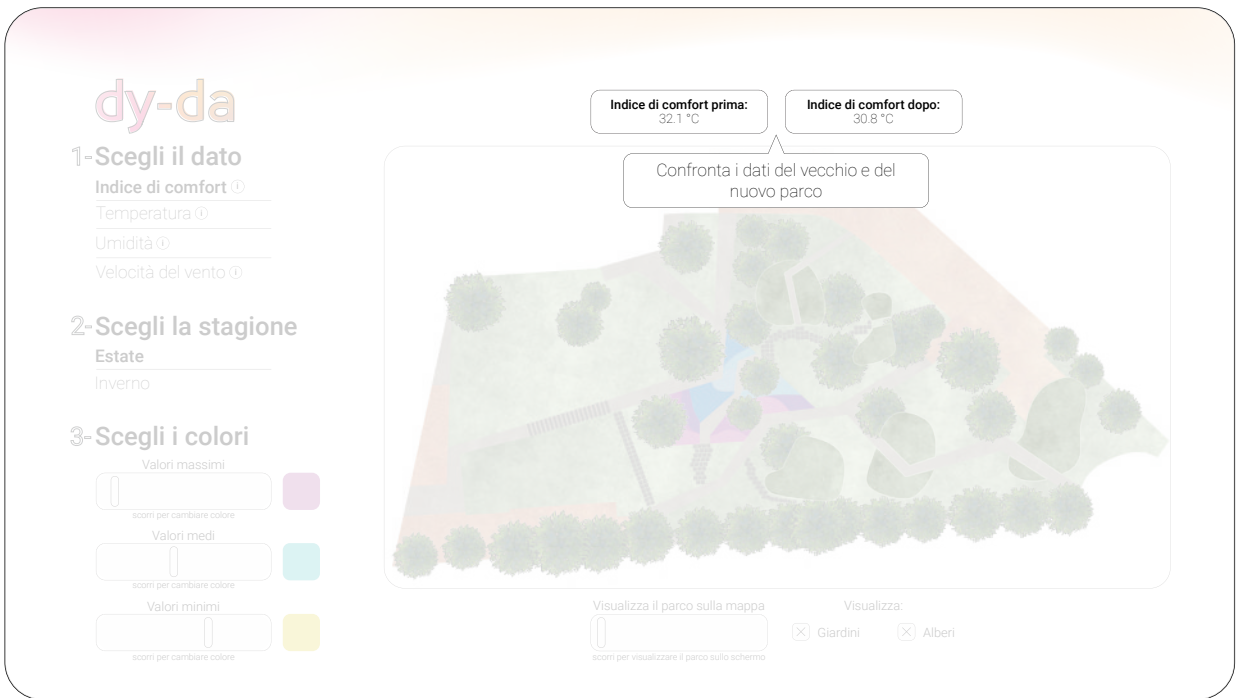 dy-da
1-Scegli il dato
Indice di comfort
Temperatura
Umidità
Velocità del vento
2-Scegli la stagione
Estate
Inverno
3-Scegli i colori
Valori massimi
scorri per cambiare colore
Valori medi
scorri per cambiare colore
Valori minimi
scorri per cambiare colore
Indice di comfort prima:
32.1 °C
Indice di comfort dopo:
30.8 °C
Confronta i dati del vecchio e del
nuovo parco
Visualizza il parco sulla mappa
scorri per visualizzare il parco sullo schermo
Visualizza:
Giardini
Alberi